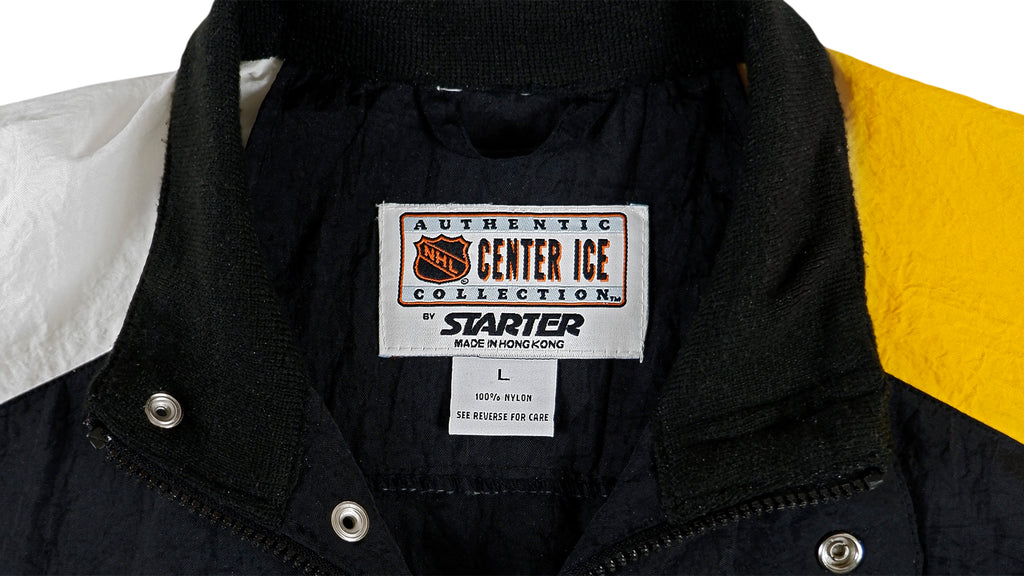 AUTHENTIC
NHL CENTER ICE
©
COLLECTION™
BY STARTER
MADE IN HONG KONG
L
100% NYLON
SEE REVERSE FOR CARE